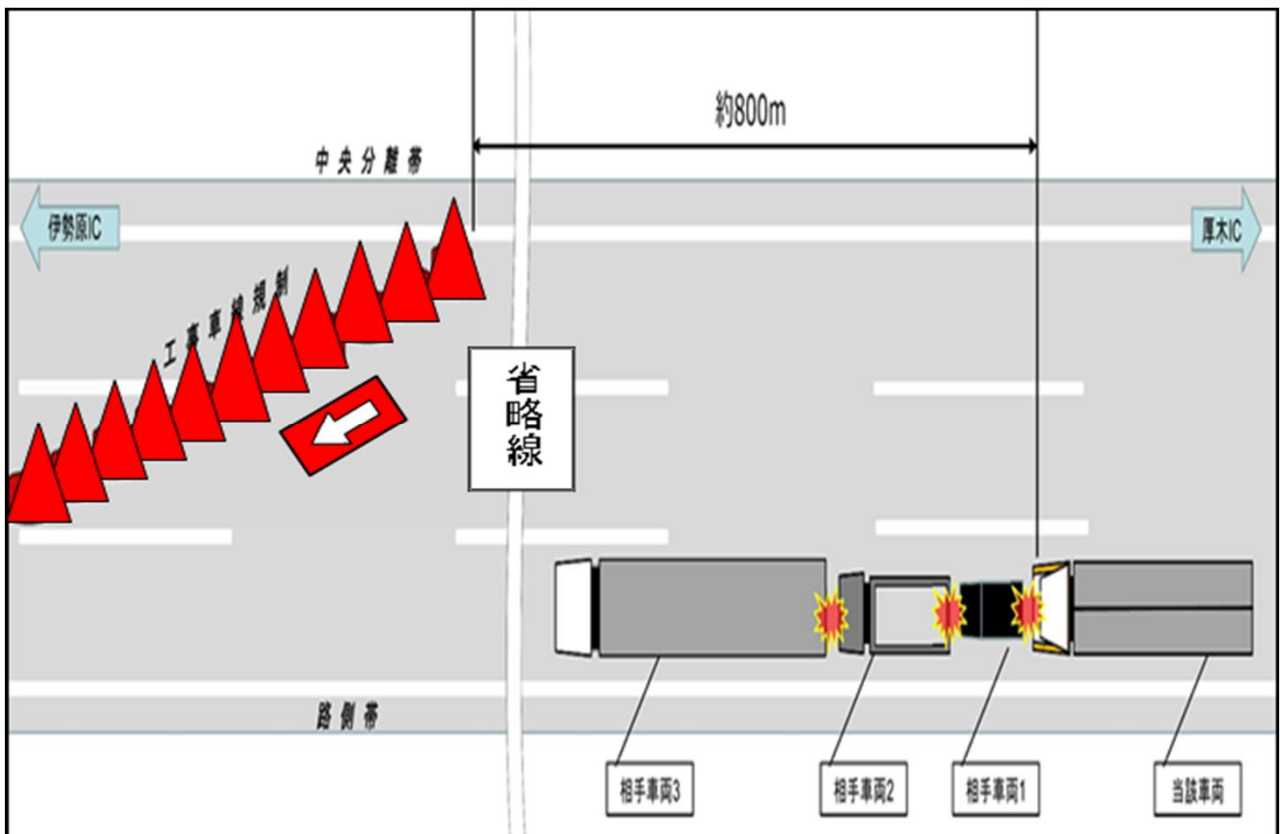 約800m
中央分離帯
伊勢原IC
厚木IC
工事車線規制
省略線
路側帯
相手車両3
相手車両2
相手車両1
当該車両